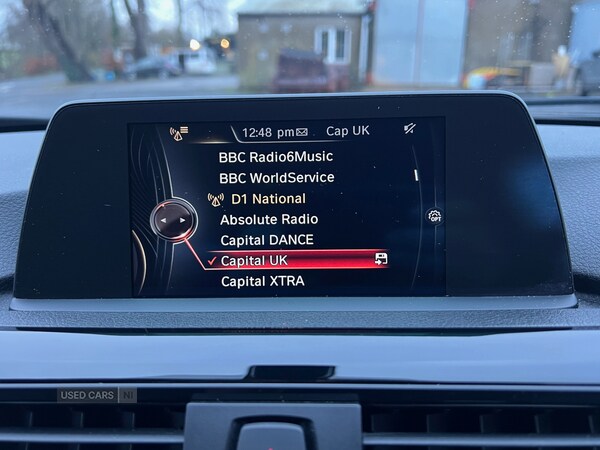 12:48 pm Cap UK
BBC Radio6Music
BBC WorldService
D1 National
Absolute Radio
OPT
Capital DANCE
Capital UK
Capital XTRA
USED CARS NI